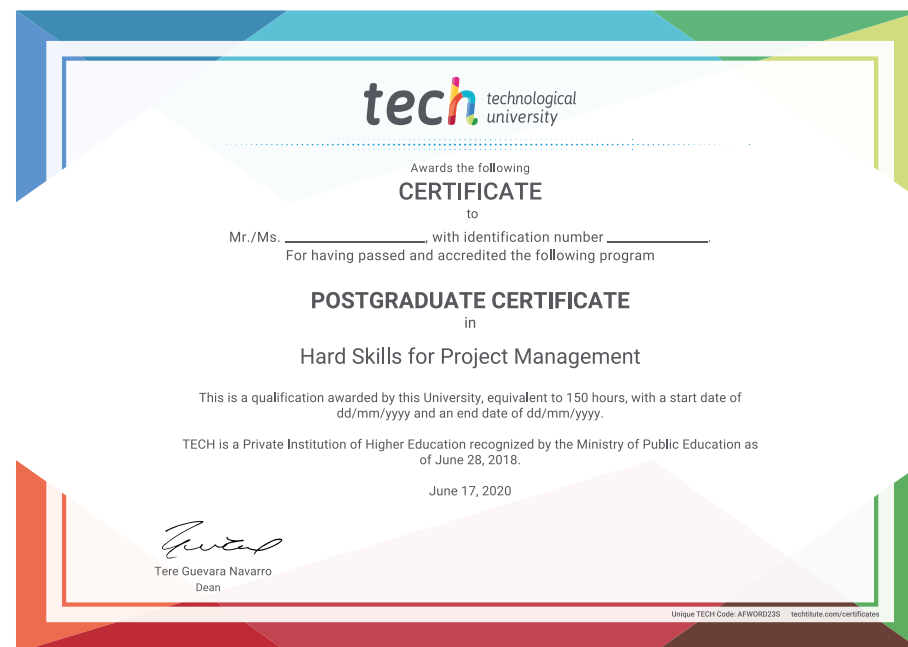 tech technological
university
Awards the following
CERTIFICATE
to
Mr./Ms. ____________________, with identification number ______________.
For having passed and accredited the following program
POSTGRADUATE CERTIFICATE
in
Hard Skills for Project Management
This is a qualification awarded by this University, equivalent to 150 hours, with a start date of
dd/mm/yyyy and an end date of dd/mm/yyyy.
TECH is a Private Institution of Higher Education recognized by the Ministry of Public Education as
of June 28, 2018.
June 17, 2020
Tere Guevara Navarro
Dean
Unique TECH Code: AFWORD23S techtitute.com/certificates